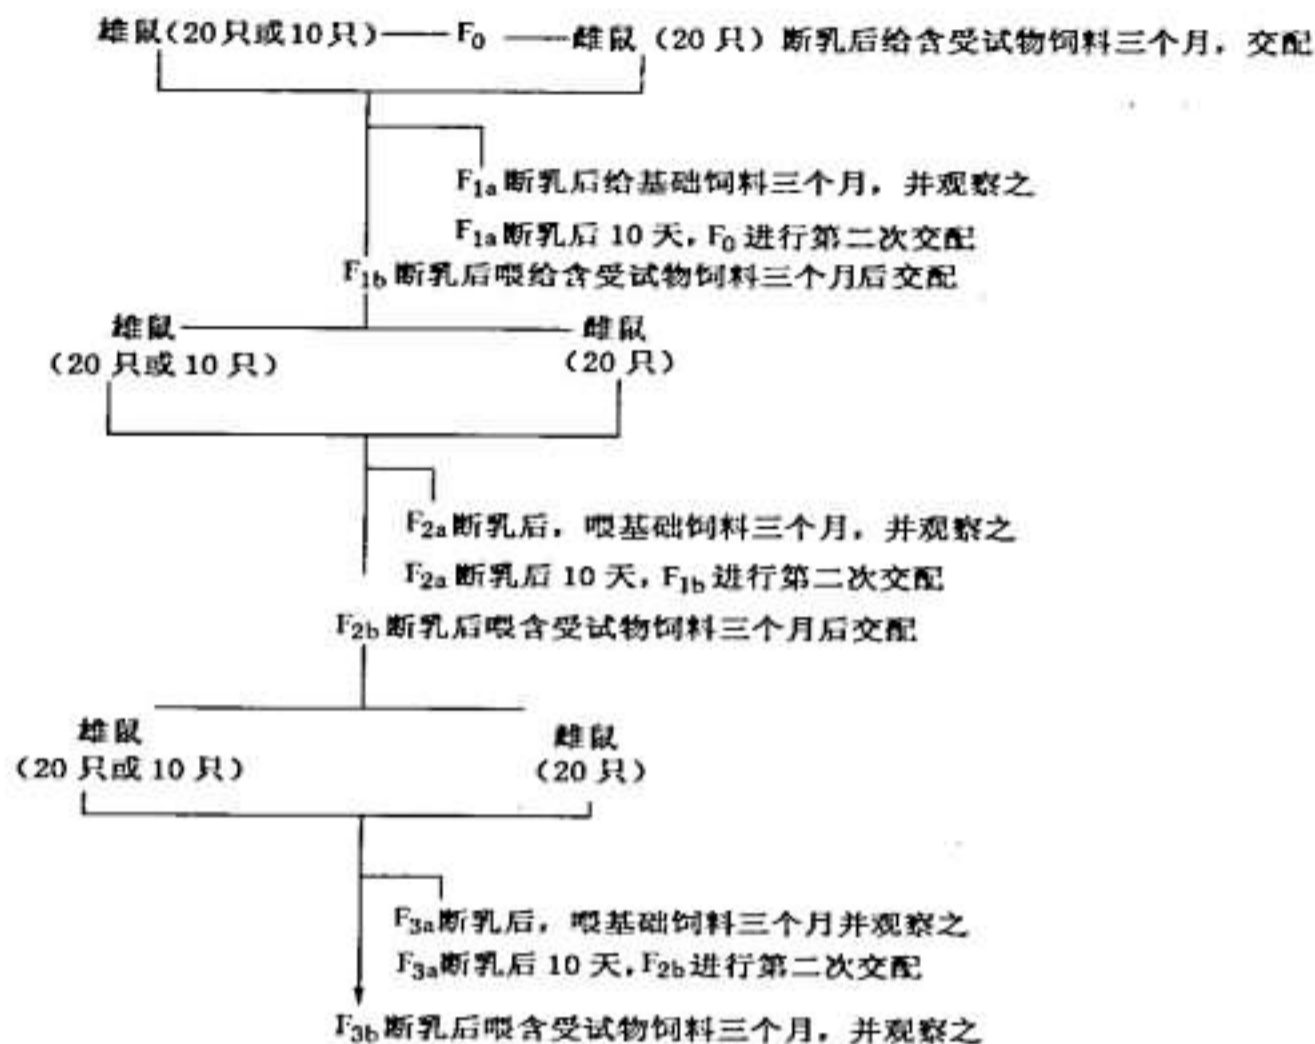 雄鼠(20只或10只)——F₀——雌鼠(20只)断乳后给含受试物饲料三个月，交配
F₁ₐ断乳后给基础饲料三个月，并观察之
F₁ₐ断乳后10天，F₀进行第二次交配
F₁b断乳后喂给含受试物饲料三个月后交配
雄鼠 雌鼠
(20只或10只) (20只)
F₂ₐ断乳后，喂基础饲料三个月，并观察之
F₂ₐ断乳后10天，F₁b进行第二次交配
F₂b断乳后喂含受试物饲料三个月后交配
雄鼠 雌鼠
(20只或10只) (20只)
F₃ₐ断乳后，喂基础饲料三个月并观察之
F₃ₐ断乳后10天，F₂b进行第二次交配
F₃b断乳后喂含受试物饲料三个月，并观察之